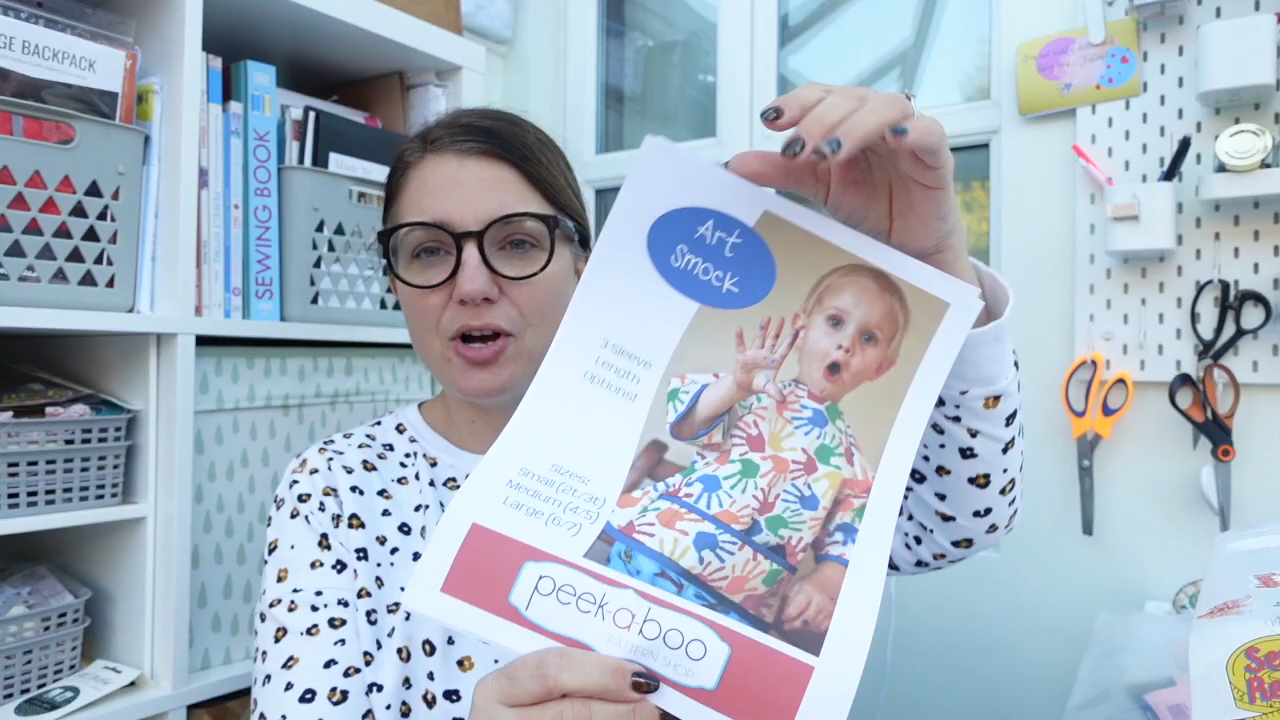 GE BACKPACK
SEWING BOOK
Art
Smock
3 Sleeve
Length
Options!
sizes:
Small (2t/3t)
Medium (4/5)
Large (6/7)
peek-a-boo
PATTERN SHOP